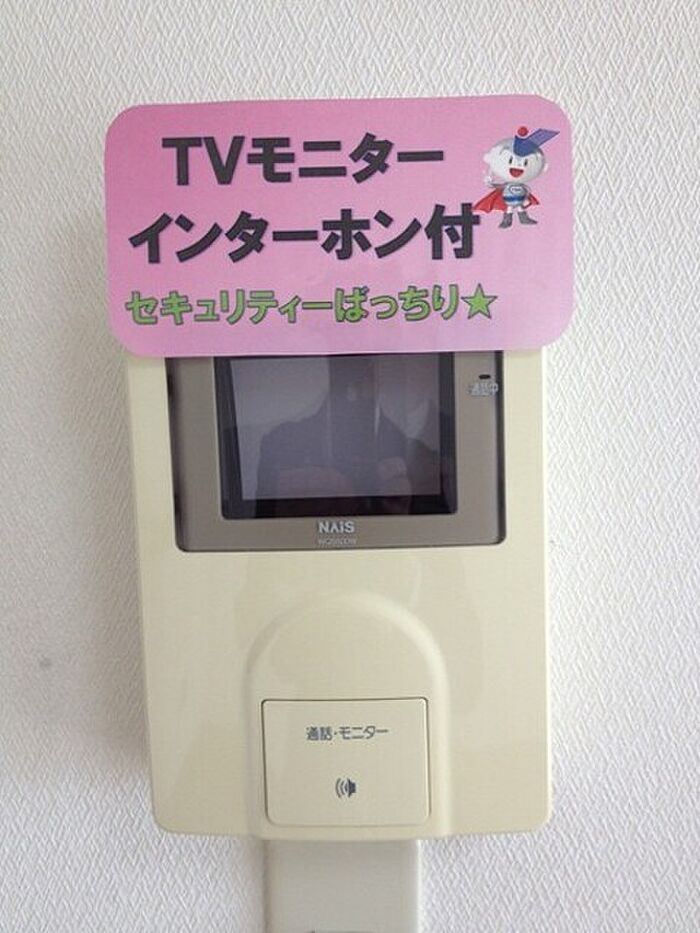 TVモニター
インターホン付
セキュリティーばっちり★
通話中
NAiS
通話・モニター